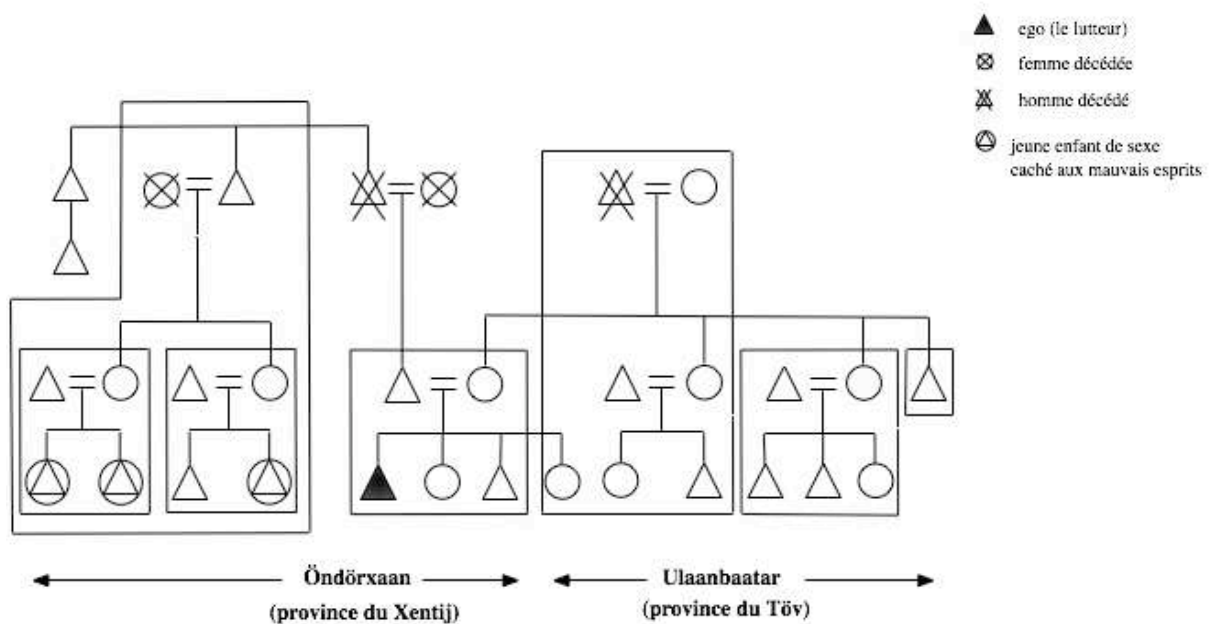 ego (le lutteur)
femme décédée
homme décédé
jeune enfant de sexe
caché aux mauvais esprits
Öndörxaan
(province du Xentij)
Ulaanbaatar
(province du Töv)